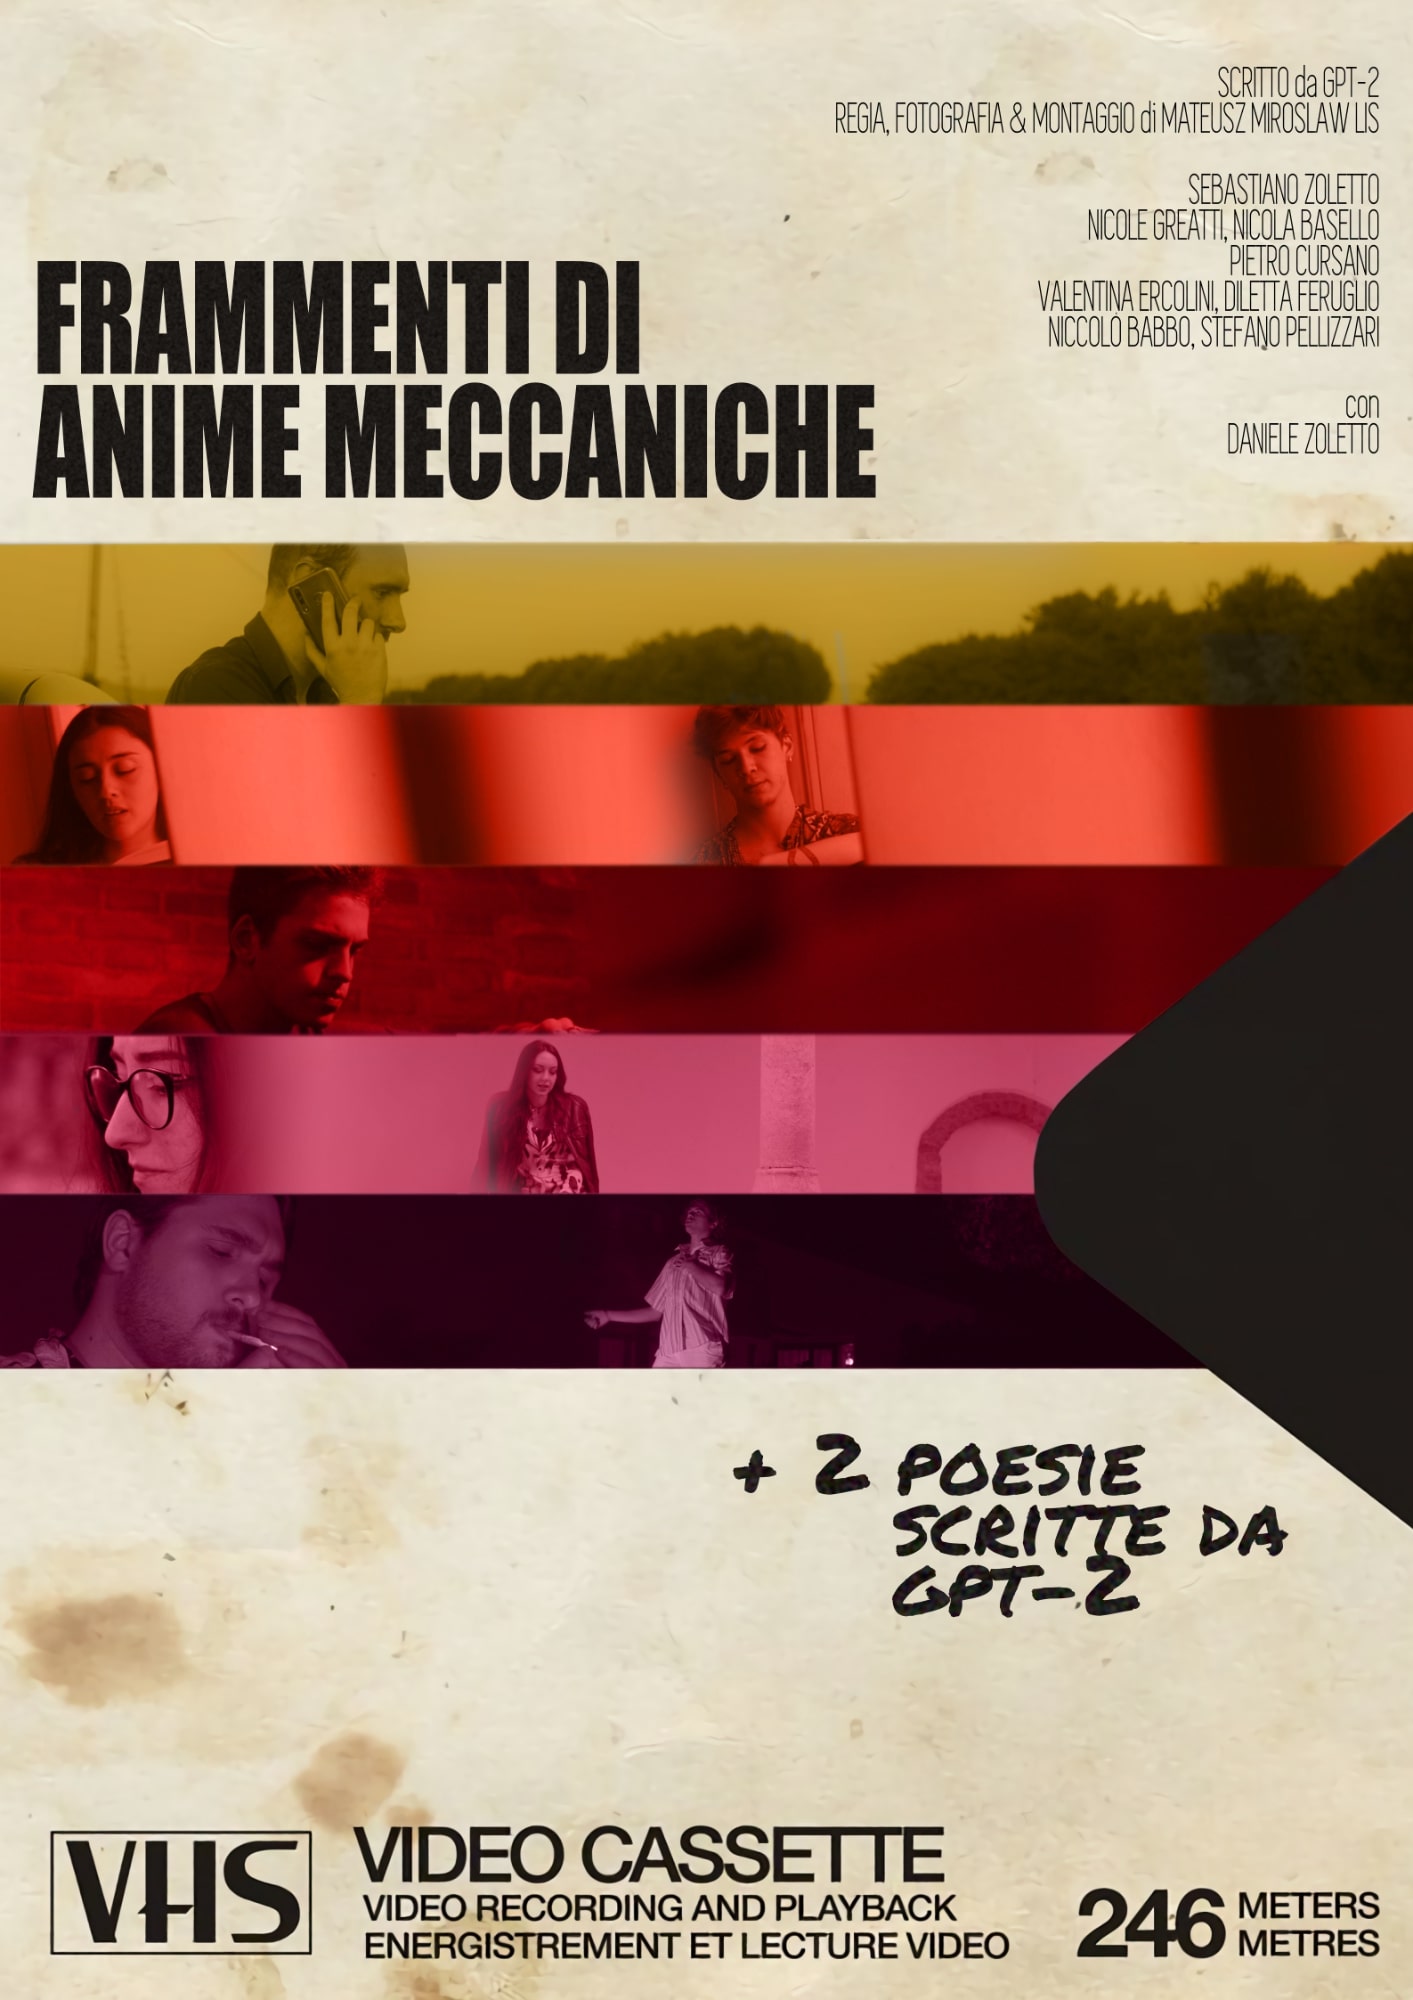 SCRITTO da GPT-2
REGIA, FOTOGRAFIA & MONTAGGIO di MATEUSZ MIROSLAW LIS
SEBASTIANO ZOLETTO
NICOLE GREATTI, NICOLA BASELLO
PIETRO CURSANO
VALENTINA ERCOLINI, DILETTA FERUGLIO
NICCOLÒ BABBO, STEFANO PELLIZZARI
con
DANIELE ZOLETTO
FRAMMENTI DI
ANIME MECCANICHE
+ 2 POESIE
SCRITTE DA
GPT-2
VHS
VIDEO CASSETTE
VIDEO RECORDING AND PLAYBACK
ENERGISTREMENT ET LECTURE VIDEO
246 METERS
METRES